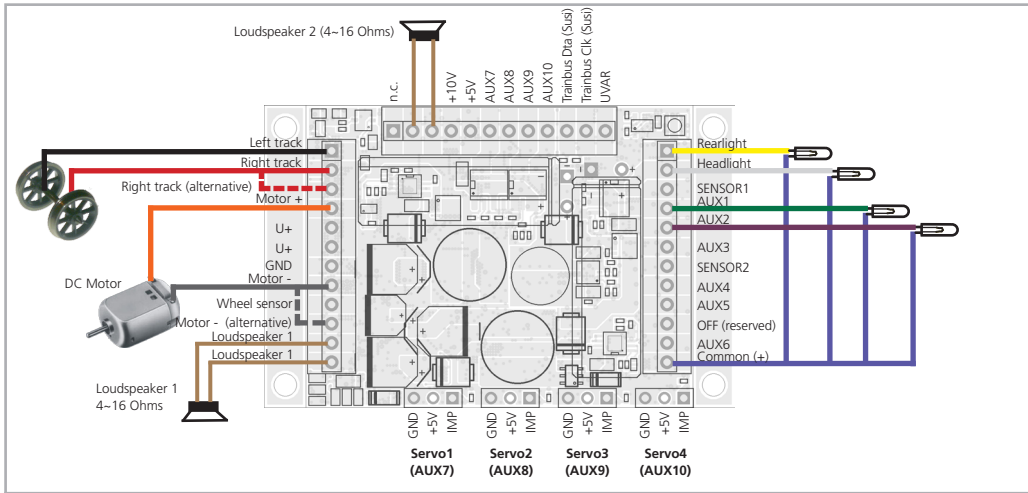 Loudspeaker 2 (4~16 Ohms)
n.c.
+10V
+5V
AUX7
AUX8
AUX9
AUX10
Trainbus Dta (Susi)
Trainbus Clk (Susi)
UVAR
Left track
Right track
Right track (alternative)
Motor +
U+
U+
GND
Motor -
DC Motor
Wheel sensor
Motor - (alternative)
Loudspeaker 1
Loudspeaker 1
Loudspeaker 1
4~16 Ohms
Rearlight
Headlight
SENSOR1
AUX1
AUX2
AUX3
SENSOR2
AUX4
AUX5
OFF (reserved)
AUX6
Common (+)
GND
+5V
IMP
GND
+5V
IMP
GND
+5V
IMP
GND
+5V
IMP
Servo1
(AUX7)
Servo2
(AUX8)
Servo3
(AUX9)
Servo4
(AUX10)